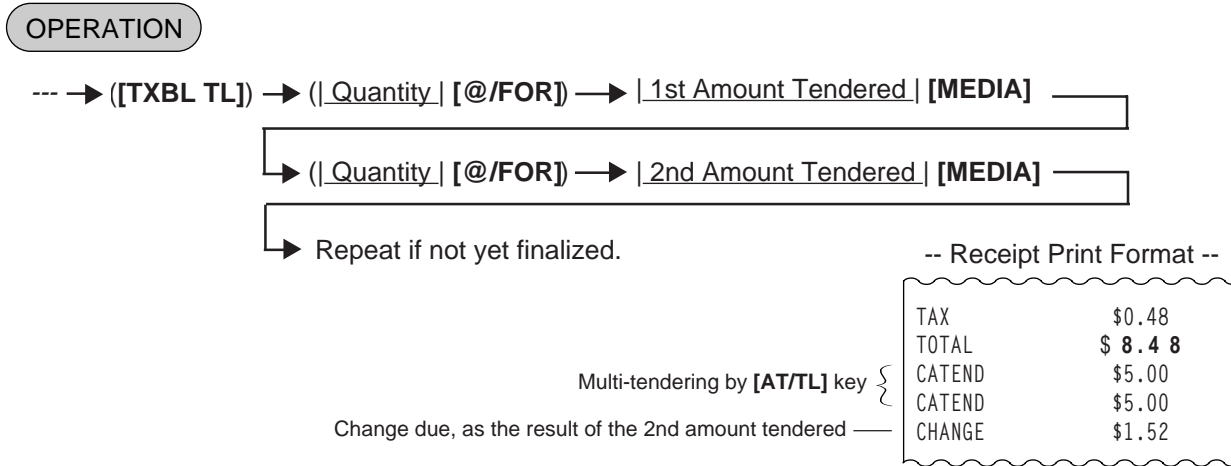 OPERATION
--- ([TXBL TL]) (| Quantity | [@/FOR]) | 1st Amount Tendered | [MEDIA]
(| Quantity | [@/FOR]) | 2nd Amount Tendered | [MEDIA]
Repeat if not yet finalized.
-- Receipt Print Format --
TAX $0.48
TOTAL $ 8.48
Multi-tendering by [AT/TL] key
CATEND $5.00
CATEND $5.00
Change due, as the result of the 2nd amount tendered
CHANGE $1.52